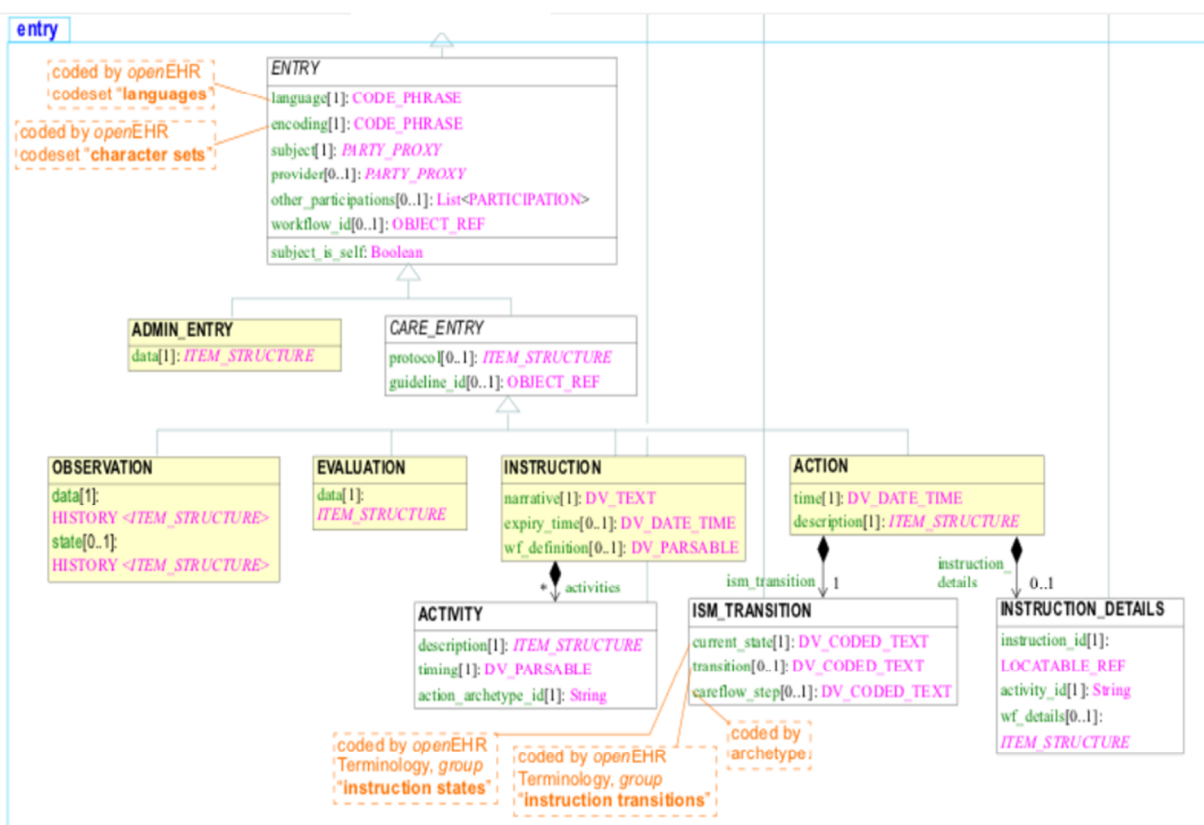 entry
coded by openEHR
codeset "languages"
coded by openEHR
codeset "character sets"
ENTRY
language[1]: CODE_PHRASE
encoding[1]: CODE_PHRASE
subject[1]: PARTY_PROXY
provider[0..1]: PARTY_PROXY
other_participations[0..1]: List<PARTICIPATION>
workflow_id[0..1]: OBJECT_REF
subject_is_self: Boolean
ADMIN_ENTRY
data[1]: ITEM_STRUCTURE
CARE_ENTRY
protocol[0..1]: ITEM_STRUCTURE
guideline_id[0..1]: OBJECT_REF
OBSERVATION
data[1]:
HISTORY <ITEM_STRUCTURE>
state[0..1]:
HISTORY <ITEM_STRUCTURE>
EVALUATION
data[1]:
ITEM_STRUCTURE
INSTRUCTION
narrative[1]: DV_TEXT
expiry_time[0..1]: DV_DATE_TIME
wf_definition[0..1]: DV_PARSABLE
ACTION
time[1]: DV_DATE_TIME
description[1]: ITEM_STRUCTURE
* activities
ism_transition 1
instruction_
details 0..1
ACTIVITY
description[1]: ITEM_STRUCTURE
timing[1]: DV_PARSABLE
action_archetype_id[1]: String
ISM_TRANSITION
current_state[1]: DV_CODED_TEXT
transition[0..1]: DV_CODED_TEXT
careflow_step[0..1]: DV_CODED_TEXT
INSTRUCTION_DETAILS
instruction_id[1]:
LOCATABLE_REF
activity_id[1]: String
wf_details[0..1]:
ITEM_STRUCTURE
coded by openEHR
Terminology, group
"instruction states"
coded by openEHR
Terminology, group
"instruction transitions"
coded by
archetype